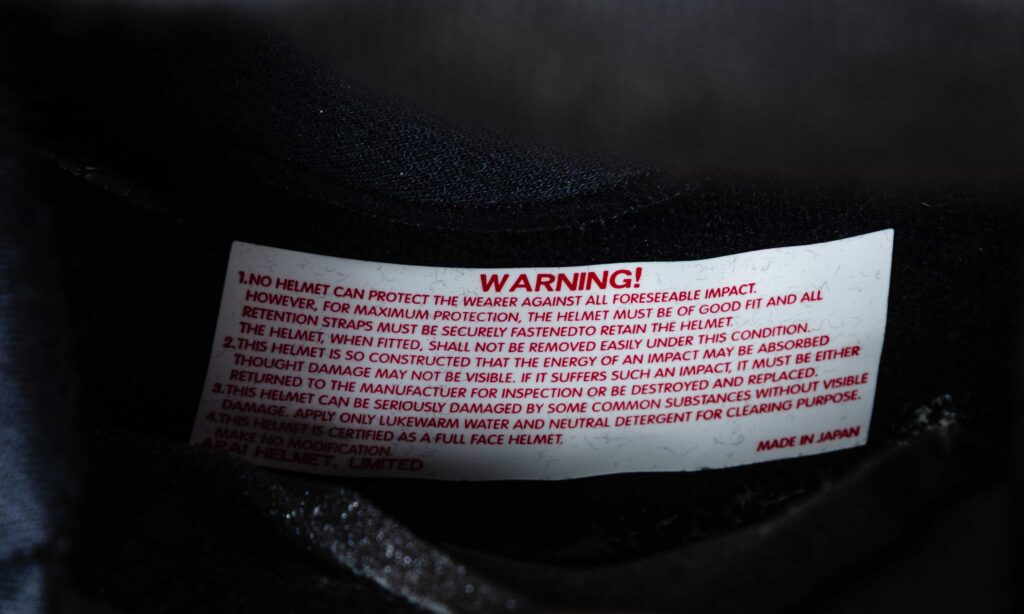 WARNING!
1.NO HELMET CAN PROTECT THE WEARER AGAINST ALL FORESEEABLE IMPACT.
HOWEVER, FOR MAXIMUM PROTECTION, THE HELMET MUST BE OF GOOD FIT AND ALL
RETENTION STRAPS MUST BE SECURELY FASTENEDTO RETAIN THE HELMET.
THE HELMET, WHEN FITTED, SHALL NOT BE REMOVED EASILY UNDER THIS CONDITION.
2.THIS HELMET IS SO CONSTRUCTED THAT THE ENERGY OF AN IMPACT MAY BE ABSORBED
THOUGHT DAMAGE MAY NOT BE VISIBLE. IF IT SUFFERS SUCH AN IMPACT, IT MUST BE EITHER
RETURNED TO THE MANUFACTUER FOR INSPECTION OR BE DESTROYED AND REPLACED.
3.THIS HELMET CAN BE SERIOUSLY DAMAGED BY SOME COMMON SUBSTANCES WITHOUT VISIBLE
DAMAGE. APPLY ONLY LUKEWARM WATER AND NEUTRAL DETERGENT FOR CLEARING PURPOSE.
4.THIS HELMET IS CERTIFIED AS A FULL FACE HELMET.
MAKE NO MODIFICATION.
ARAI HELMET, LIMITED
MADE IN JAPAN